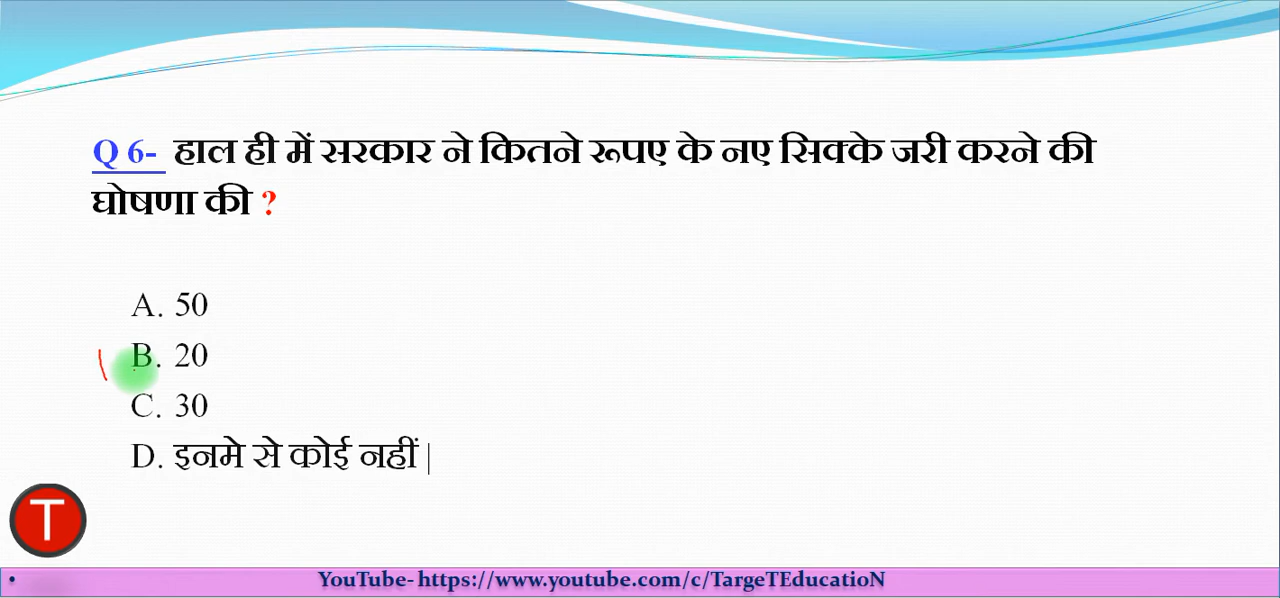 Q 6- हाल ही में सरकार ने कितने रूपए के नए सिक्के जरी करने की
घोषणा की ?
A. 50
B. 20
C. 30
D. इनमे से कोई नहीं |
T
• YouTube- https://www.youtube.com/c/TargeTEducatioN